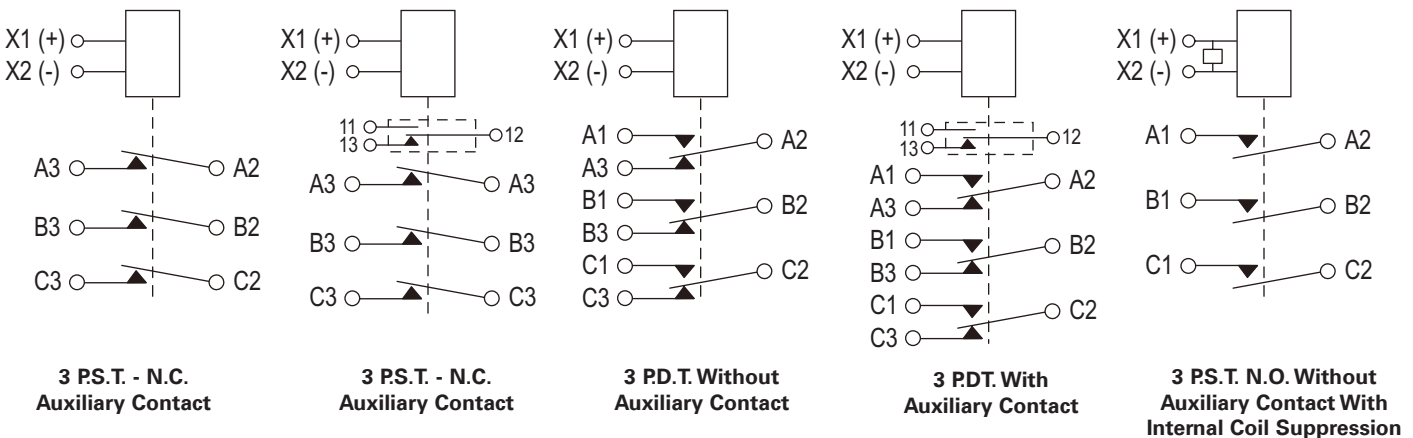 X1 (+)
X2 (-)
A3 A2
B3 B2
C3 C2
3 P.S.T. - N.C.
Auxiliary Contact
X1 (+)
X2 (-)
11
13 12
A3 A3
B3 B3
C3 C3
3 P.S.T. - N.C.
Auxiliary Contact
X1 (+)
X2 (-)
A1 A2
A3
B1 B2
B3
C1 C2
C3
3 P.D.T. Without
Auxiliary Contact
X1 (+)
X2 (-)
11
13 12
A1 A2
A3
B1 B2
B3
C1 C2
C3
3 PDT. With
Auxiliary Contact
X1 (+)
X2 (-)
A1 A2
B1 B2
C1 C2
3 P.S.T. N.O. Without
Auxiliary Contact With
Internal Coil Suppression